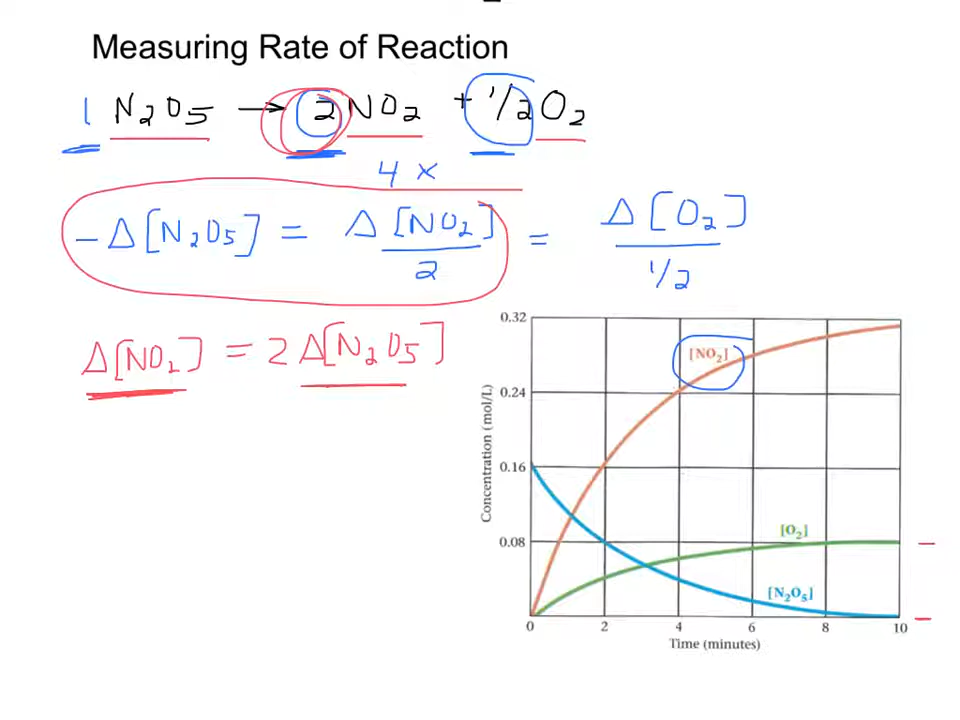 Measuring Rate of Reaction
1 N₂O₅ → 2NO₂ + 1/2 O₂
4 ×
-Δ[N₂O₅] = Δ[NO₂]/2 = Δ[O₂]/1/2
Δ[NO₂] = 2 Δ[N₂O₅]
0.32
[NO₂]
0.24
Concentration (mol/L)
0.16
[O₂]
0.08
[N₂O₅]
0 2 4 6 8 10
Time (minutes)